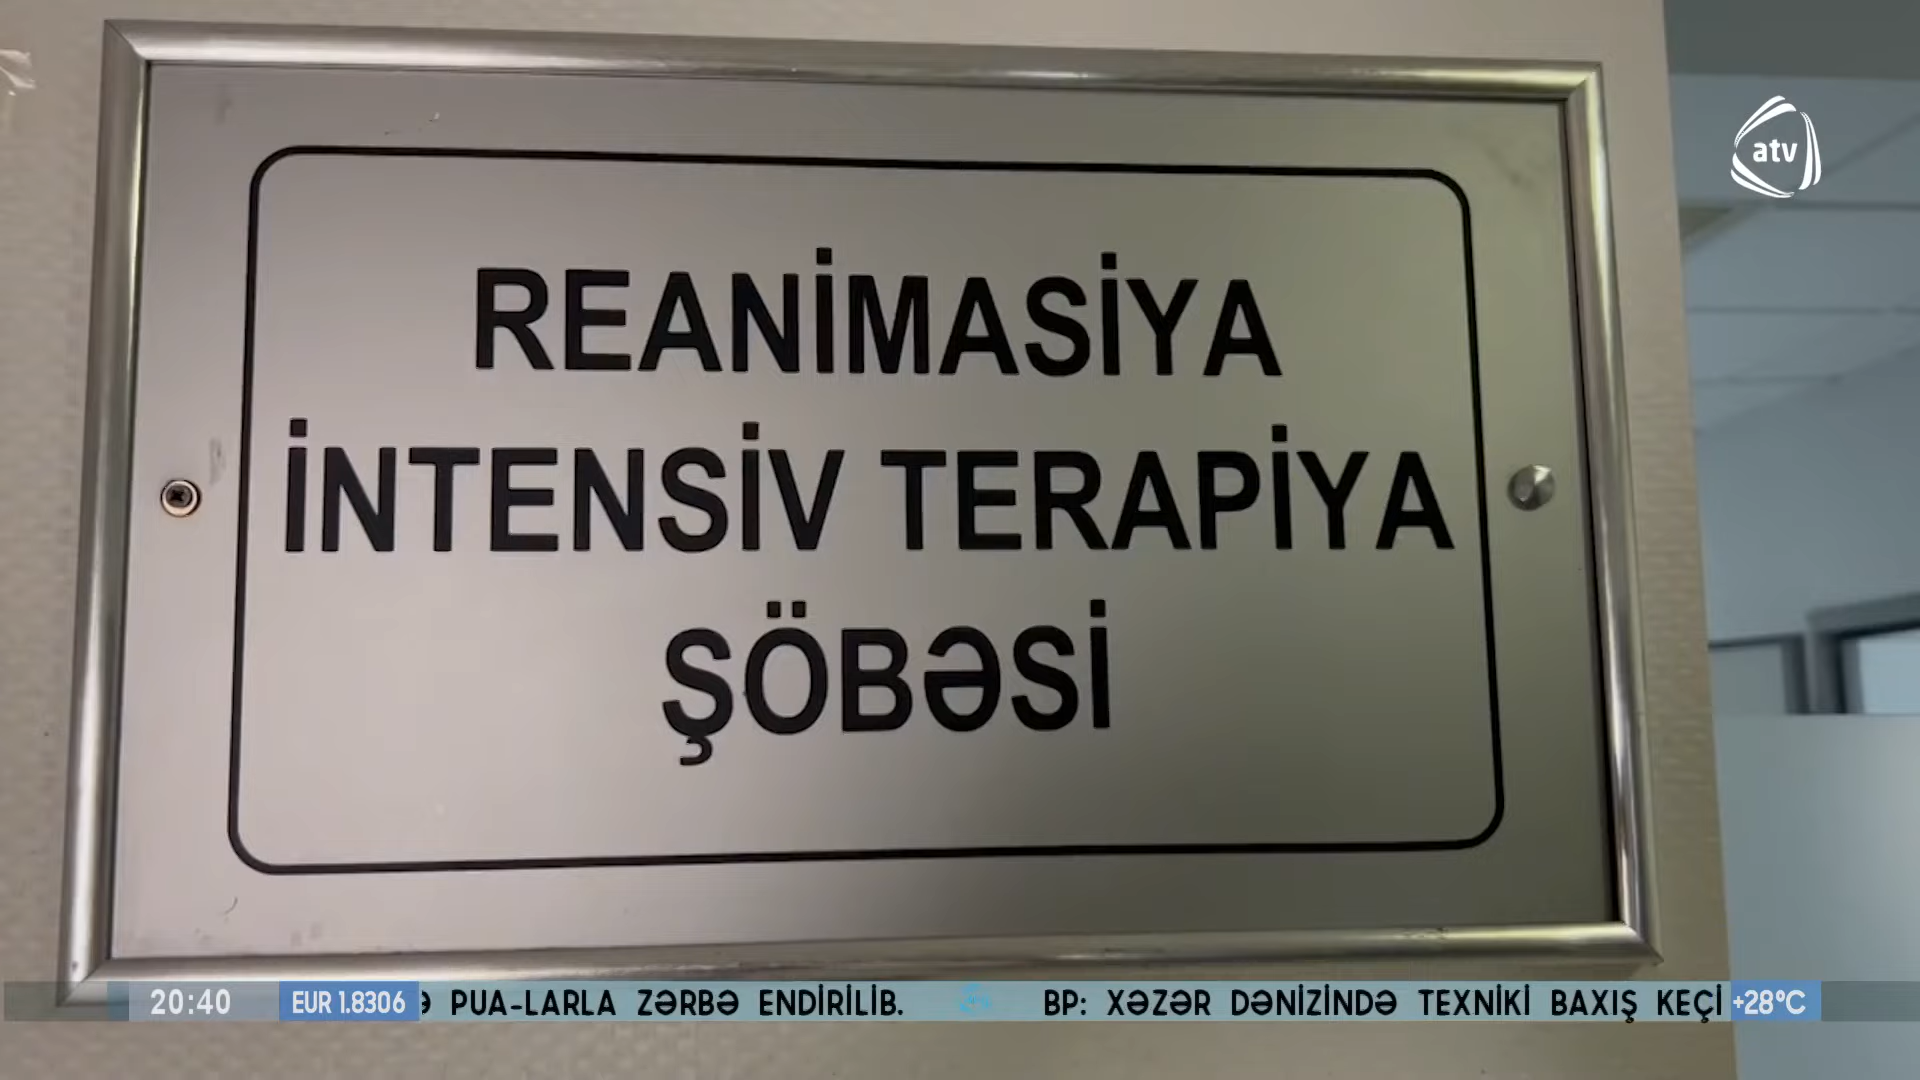 atv
REANİMASİYA
İNTENSİV TERAPİYA
ŞÖBƏSİ
20:40 EUR 1.8306 PUA-LARLA ZƏRBƏ ENDİRİLİB. BP: XƏZƏR DƏNİZİNDƏ TEXNİKİ BAXIŞ KEÇİ +28°C